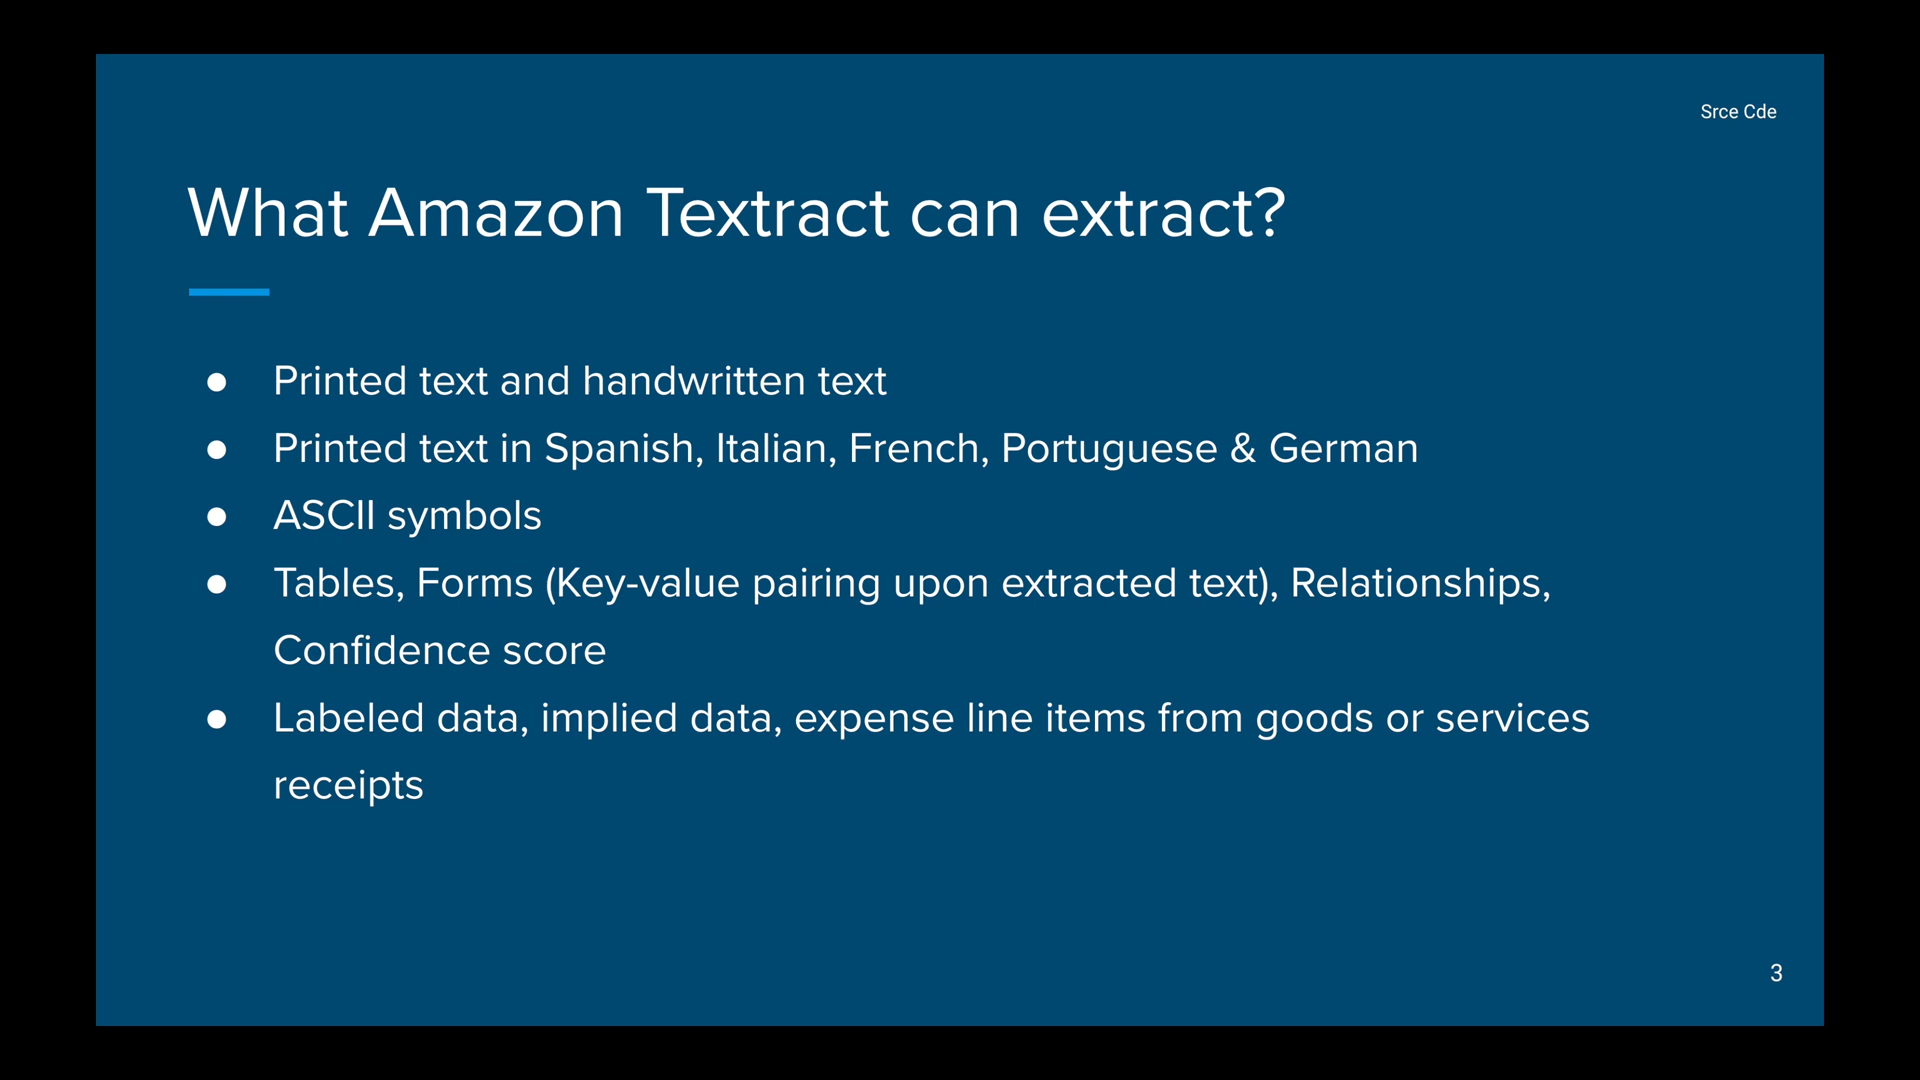 Srce Cde
What Amazon Textract can extract?
● Printed text and handwritten text
● Printed text in Spanish, Italian, French, Portuguese & German
● ASCII symbols
● Tables, Forms (Key-value pairing upon extracted text), Relationships,
Confidence score
● Labeled data, implied data, expense line items from goods or services
receipts
3